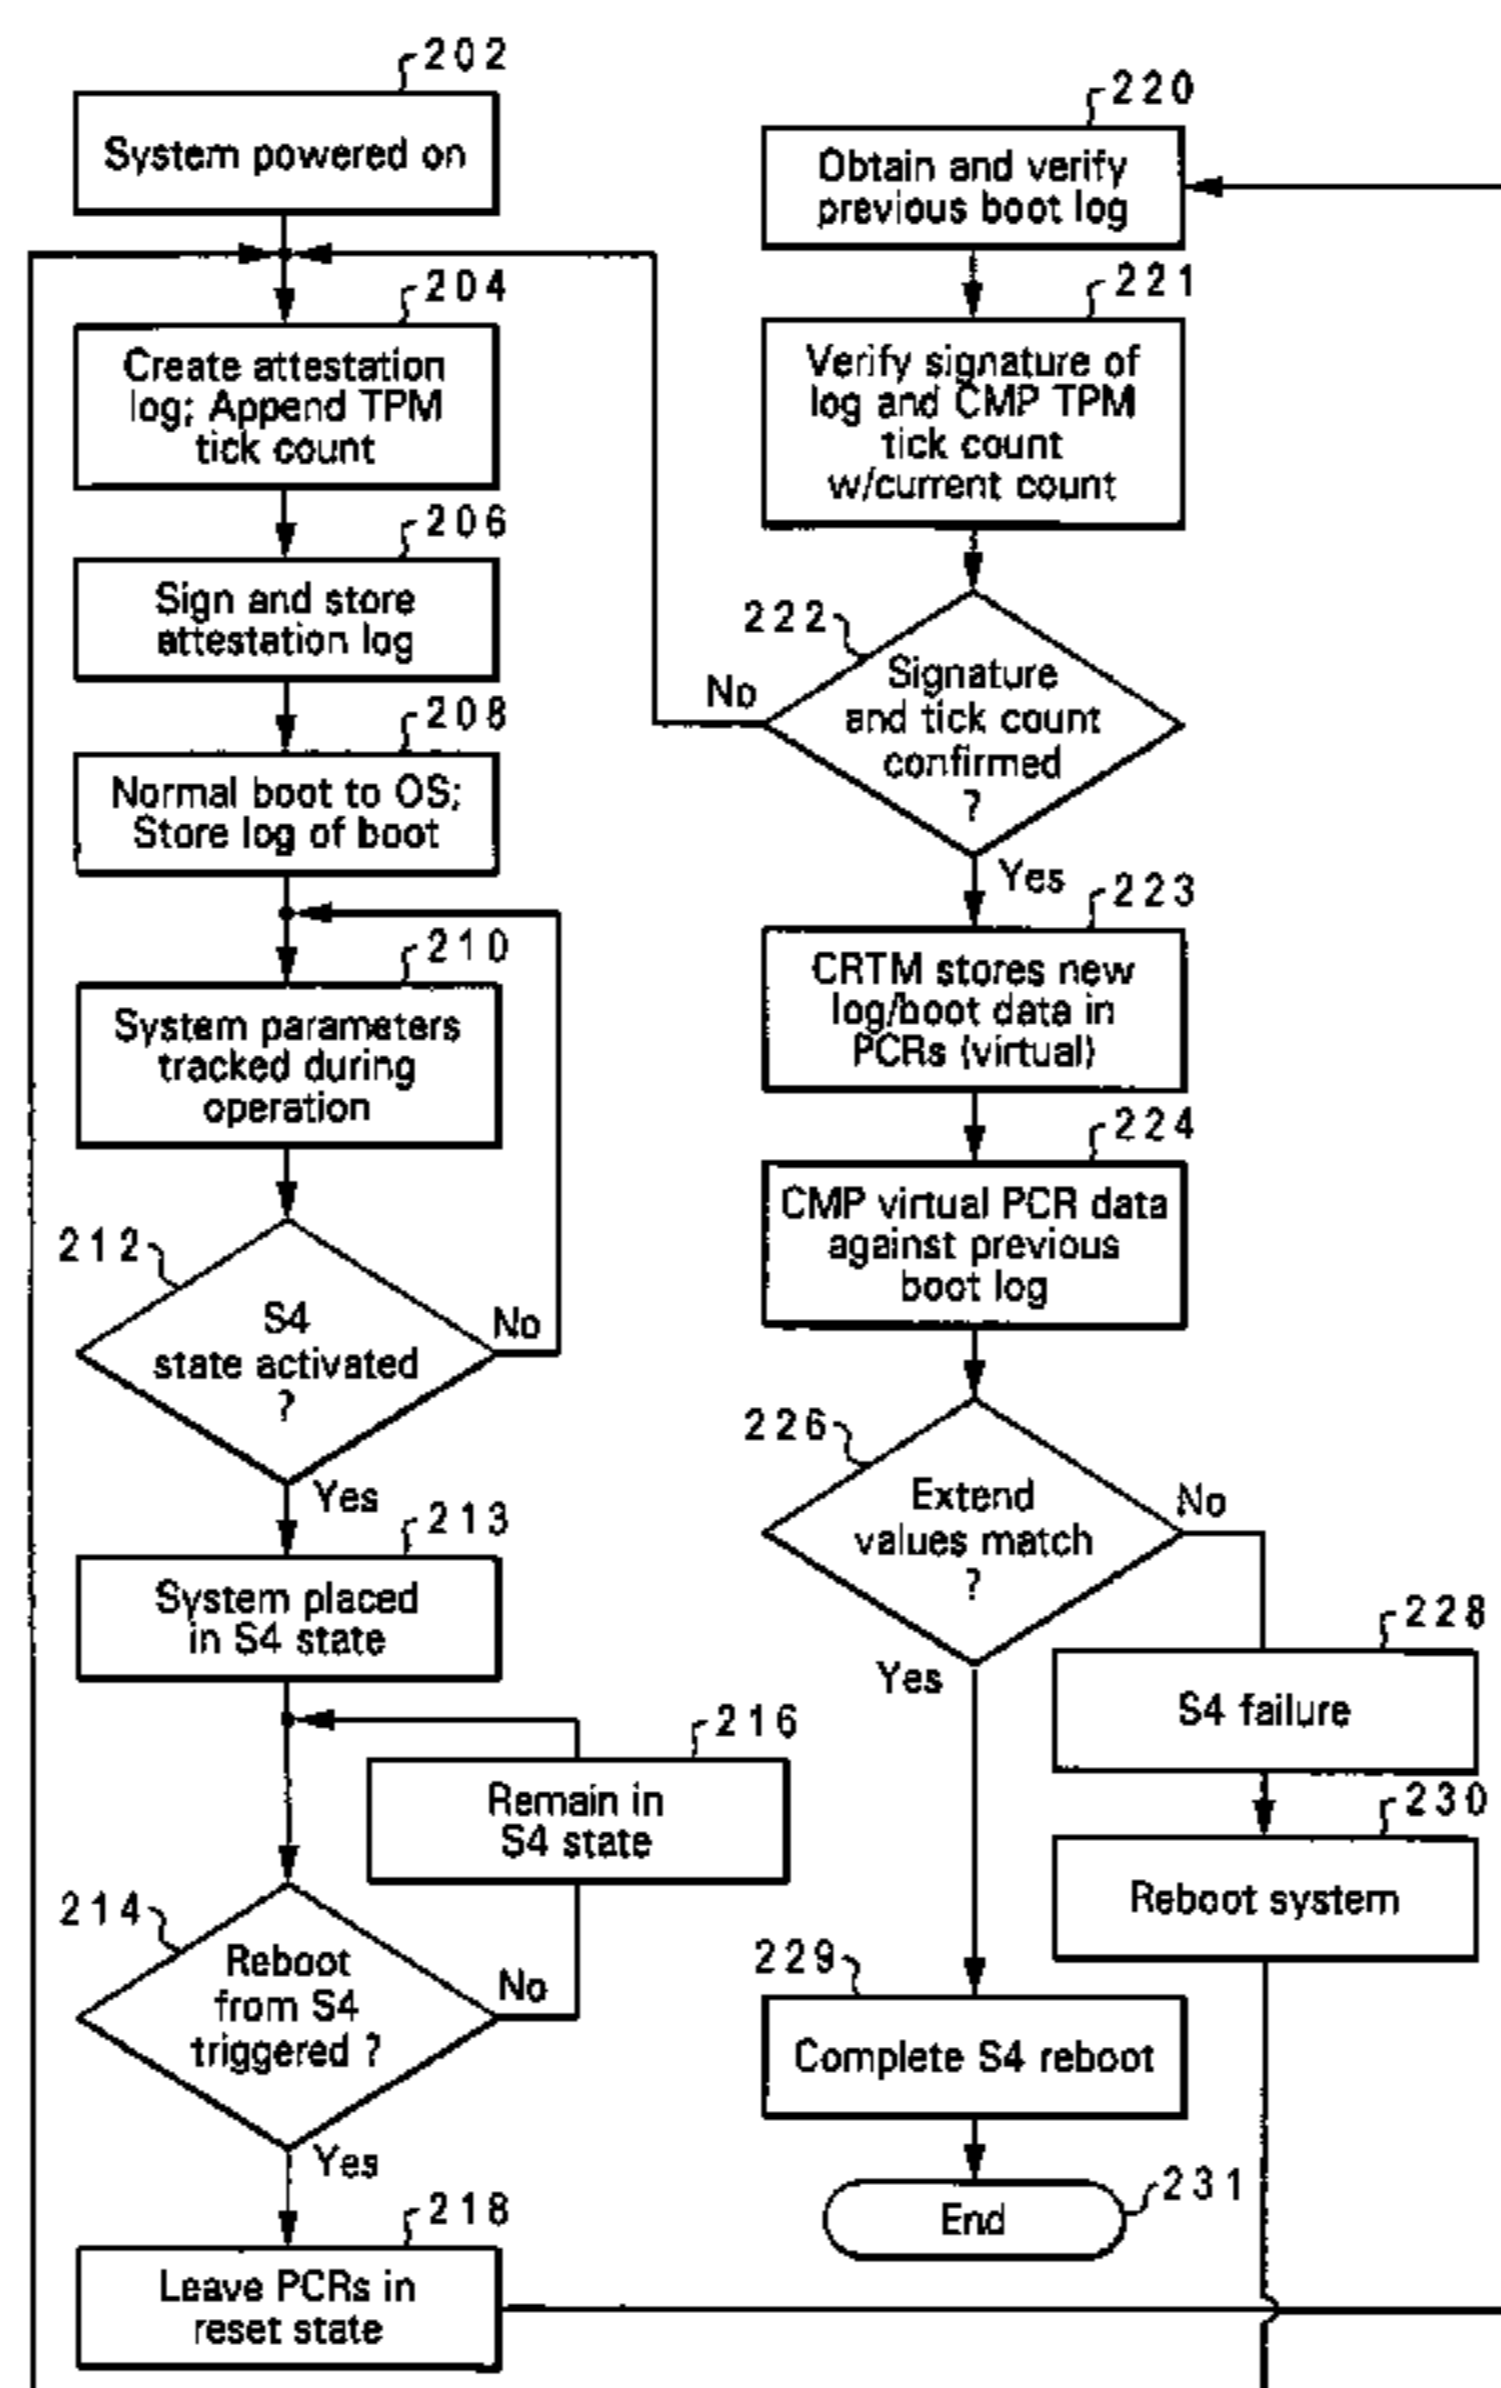 202
System powered on
204
Create attestation
log; Append TPM
tick count
206
Sign and store
attestation log
208
Normal boot to OS;
Store log of boot
210
System parameters
tracked during
operation
212
S4
state activated
?
No
Yes
213
System placed
in S4 state
216
Remain in
S4 state
214
Reboot
from S4
triggered ?
No
Yes
218
Leave PCRs in
reset state
220
Obtain and verify
previous boot log
221
Verify signature of
log and CMP TPM
tick count
w/current count
222
Signature
and tick count
confirmed
?
No
Yes
223
CRTM stores new
log/boot data in
PCRs (virtual)
224
CMP virtual PCR data
against previous
boot log
226
Extend
values match
?
No
Yes
228
S4 failure
230
Reboot system
229
Complete S4 reboot
231
End